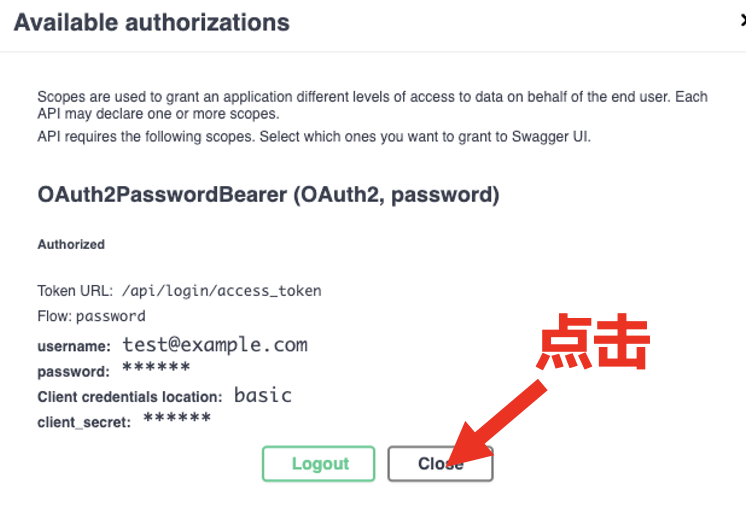 Available authorizations
Scopes are used to grant an application different levels of access to data on behalf of the end user. Each
API may declare one or more scopes.
API requires the following scopes. Select which ones you want to grant to Swagger UI.
OAuth2PasswordBearer (OAuth2, password)
Authorized
Token URL: /api/login/access_token
Flow: password
username: test@example.com
password: ******
Client credentials location: basic
client_secret: ******
点击
Logout
Close